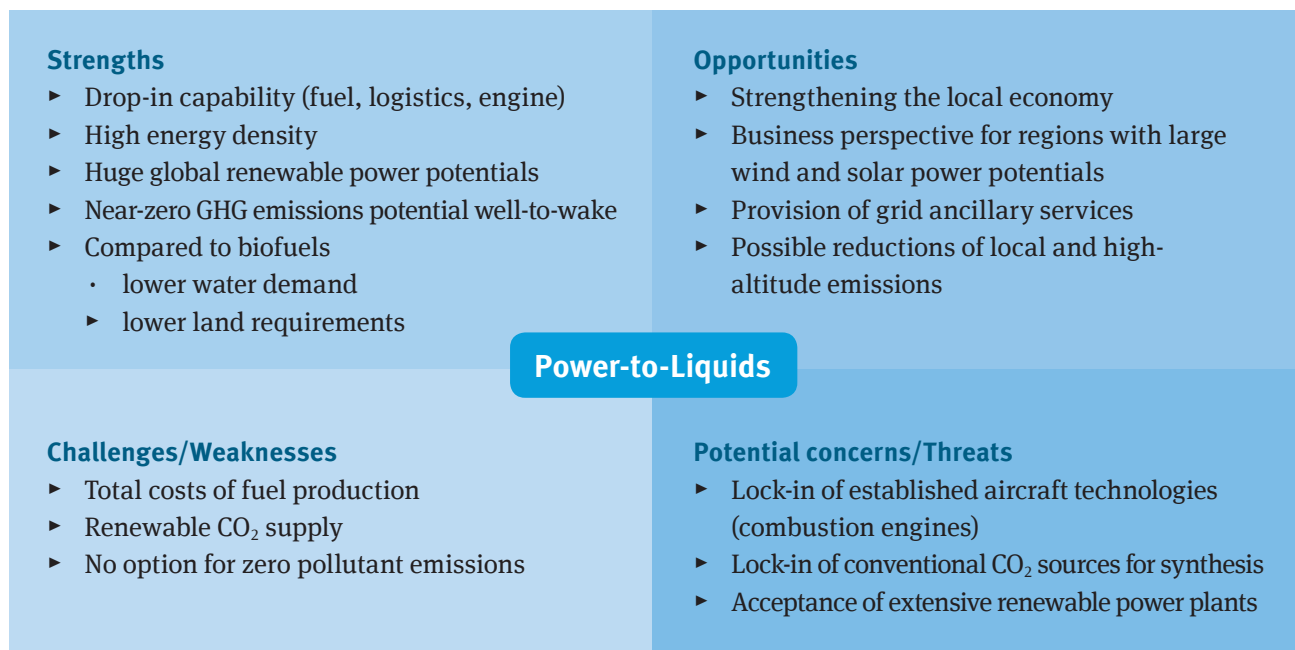 Strengths
► Drop-in capability (fuel, logistics, engine)
► High energy density
► Huge global renewable power potentials
► Near-zero GHG emissions potential well-to-wake
► Compared to biofuels
· lower water demand
► lower land requirements
Opportunities
► Strengthening the local economy
► Business perspective for regions with large
wind and solar power potentials
► Provision of grid ancillary services
► Possible reductions of local and high-
altitude emissions
Power-to-Liquids
Challenges/Weaknesses
► Total costs of fuel production
► Renewable CO₂ supply
► No option for zero pollutant emissions
Potential concerns/Threats
► Lock-in of established aircraft technologies
(combustion engines)
► Lock-in of conventional CO₂ sources for synthesis
► Acceptance of extensive renewable power plants